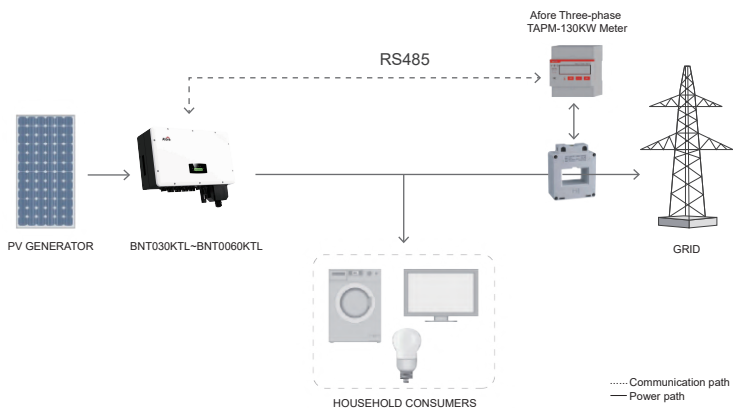 Afore Three-phase
TAPM-130KW Meter
RS485
PV GENERATOR
BNT030KTL~BNT0060KTL
GRID
HOUSEHOLD CONSUMERS
Communication path
Power path